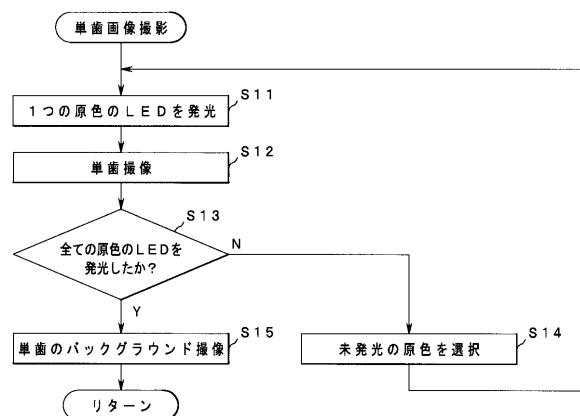 単歯画像撮影
S11
1つの原色のLEDを発光
S12
単歯撮像
S13
全ての原色のLEDを
発光したか?
N
Y
S15
単歯のバックグラウンド撮像
S14
未発光の原色を選択
リターン